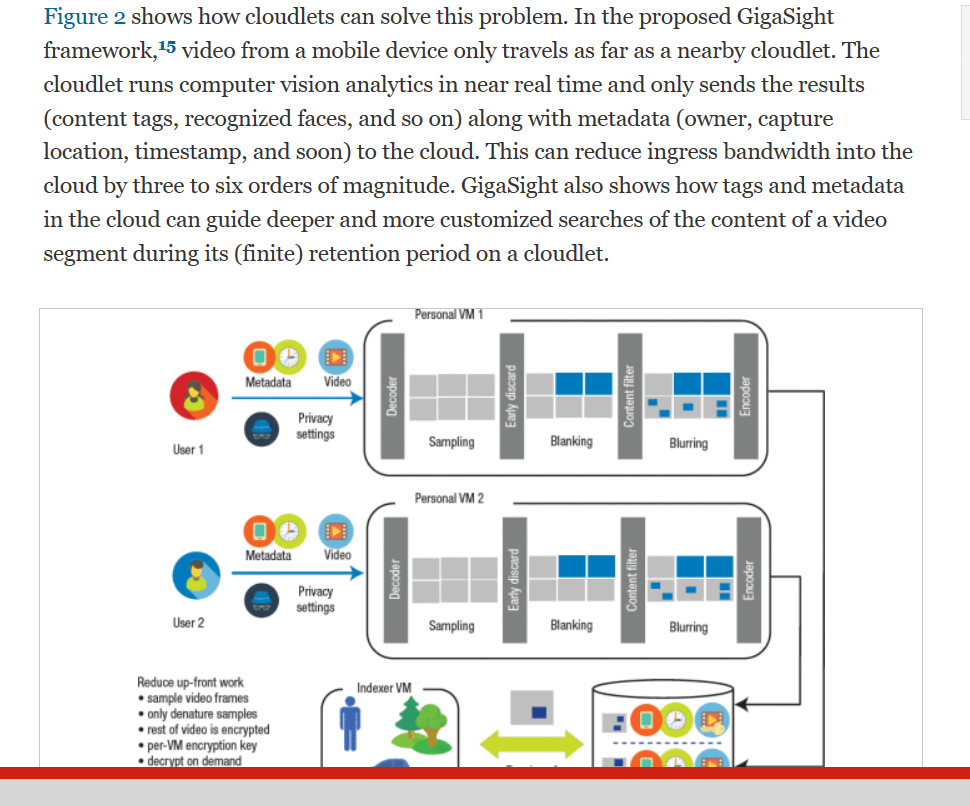 Figure 2 shows how cloudlets can solve this problem. In the proposed GigaSight
framework,15 video from a mobile device only travels as far as a nearby cloudlet. The
cloudlet runs computer vision analytics in near real time and only sends the results
(content tags, recognized faces, and so on) along with metadata (owner, capture
location, timestamp, and soon) to the cloud. This can reduce ingress bandwidth into the
cloud by three to six orders of magnitude. GigaSight also shows how tags and metadata
in the cloud can guide deeper and more customized searches of the content of a video
segment during its (finite) retention period on a cloudlet.
Personal VM 1
Metadata
Video
Privacy
settings
User 1
Decoder
Sampling
Early discard
Blanking
Content filter
Blurring
Encoder
Personal VM 2
Metadata
Video
Privacy
settings
User 2
Decoder
Sampling
Early discard
Blanking
Content filter
Blurring
Encoder
Reduce up-front work
• sample video frames
• only denature samples
• rest of video is encrypted
• per-VM encryption key
• decrypt on demand
Indexer VM